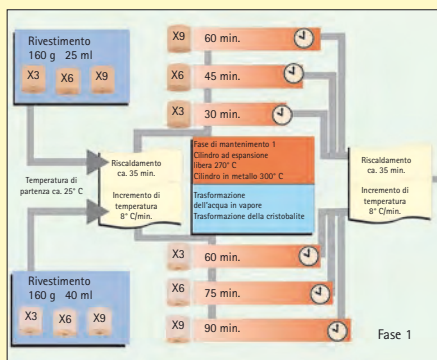 Rivestimento
160 g 25 ml
X3 X6 X9
X9 60 min.
X6 45 min.
X3 30 min.
Temperatura di
partenza ca. 25° C
Riscaldamento
ca. 35 min.
Incremento di
temperatura
8° C/min.
Fase di mantenimento 1
Cilindro ad espansione
libera 270° C
Cilindro in metallo 300° C
Trasformazione
dell'acqua in vapore
Trasformazione della cristobalite
Riscaldamento
ca. 35 min.
Incremento di
temperatura
8° C/min.
Rivestimento
160 g 40 ml
X3 X6 X9
X3 60 min.
X6 75 min.
X9 90 min.
Fase 1